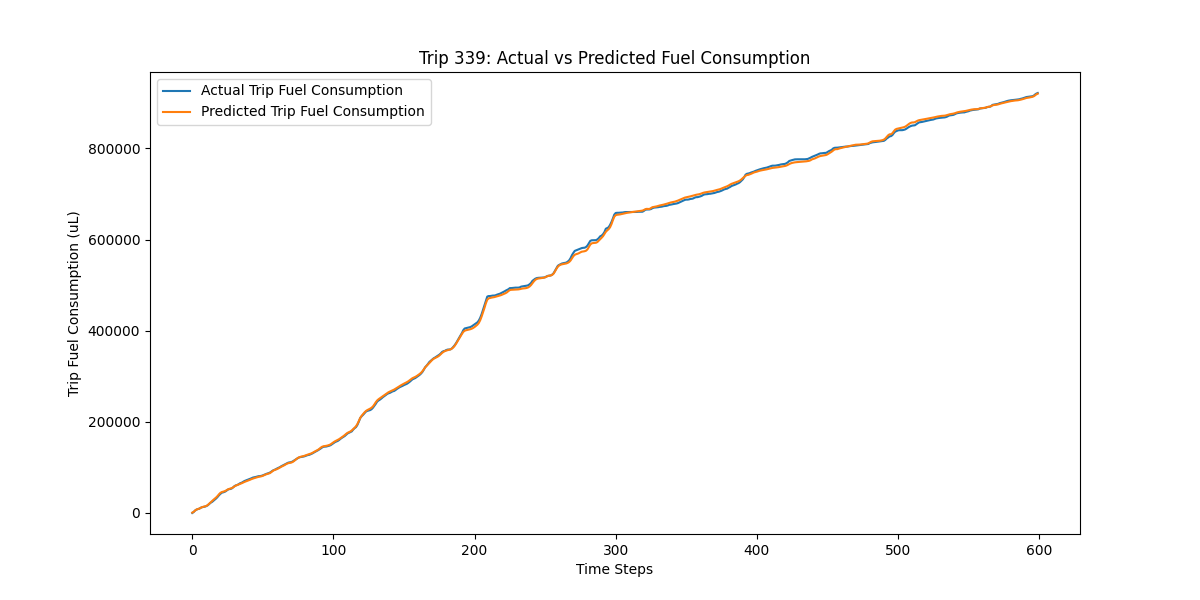 Trip 339: Actual vs Predicted Fuel Consumption
Actual Trip Fuel Consumption
Predicted Trip Fuel Consumption
Trip Fuel Consumption (uL)
800000
600000
400000
200000
0
0 100 200 300 400 500 600
Time Steps